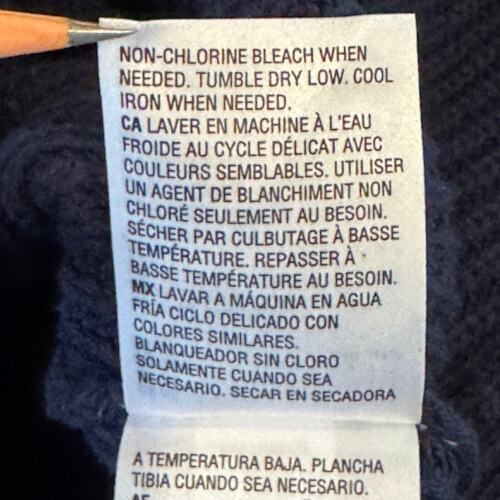 NON-CHLORINE BLEACH WHEN
NEEDED. TUMBLE DRY LOW. COOL
IRON WHEN NEEDED.
CA LAVER EN MACHINE À L'EAU
FROIDE AU CYCLE DÉLICAT AVEC
COULEURS SEMBLABLES. UTILISER
UN AGENT DE BLANCHIMENT NON
CHLORÉ SEULEMENT AU BESOIN.
SÉCHER PAR CULBUTAGE À BASSE
TEMPÉRATURE. REPASSER À
BASSE TEMPÉRATURE AU BESOIN.
MX LAVAR A MÁQUINA EN AGUA
FRÍA CICLO DELICADO CON
COLORES SIMILARES.
BLANQUEADOR SIN CLORO
SOLAMENTE CUANDO SEA
NECESARIO. SECAR EN SECADORA
A TEMPERATURA BAJA. PLANCHA
TIBIA CUANDO SEA NECESARIO.